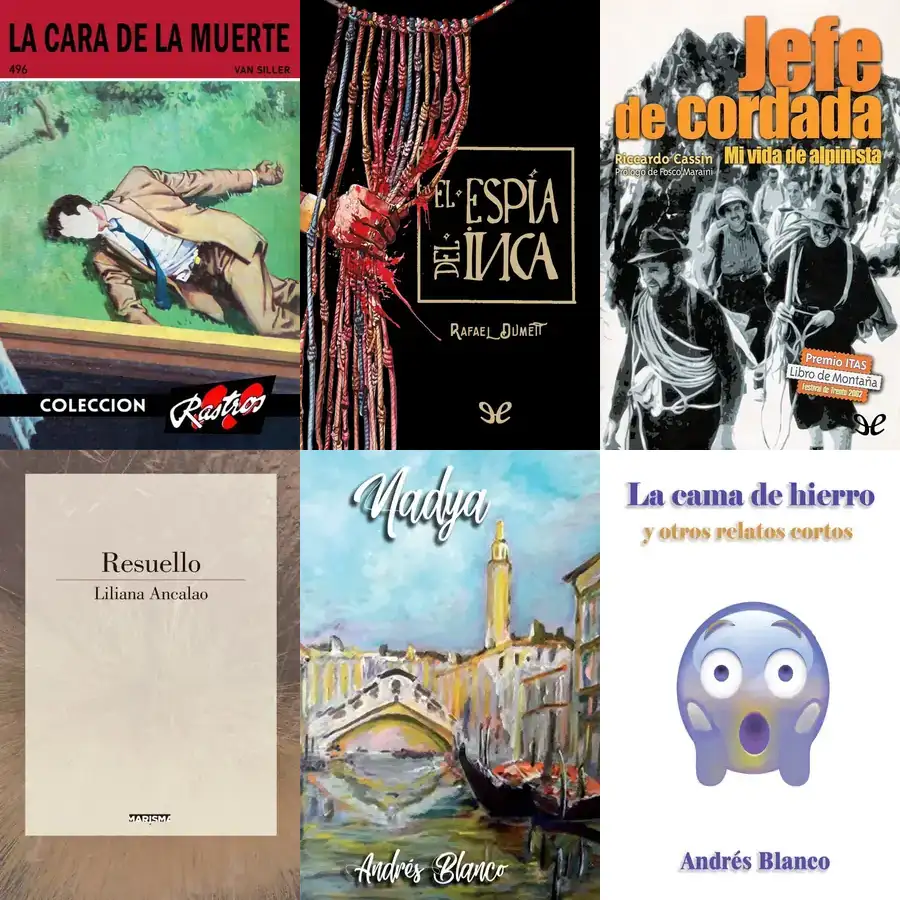 LA CARA DE LA MUERTE
496
VAN SILLER
COLECCION
Rastros
EL ESPÍA
DEL INCA
RAFAEL DUMETT
Jefe
de cordada
Riccardo Cassin
Mi vida de alpinista
Prólogo de Fosco Maraini
Premio ITAS
Libro de Montaña
Festival de Trento 2002
Resuello
Liliana Ancalao
MARISMA
Nadya
Andrés Blanco
La cama de hierro
y otros relatos cortos
Andrés Blanco